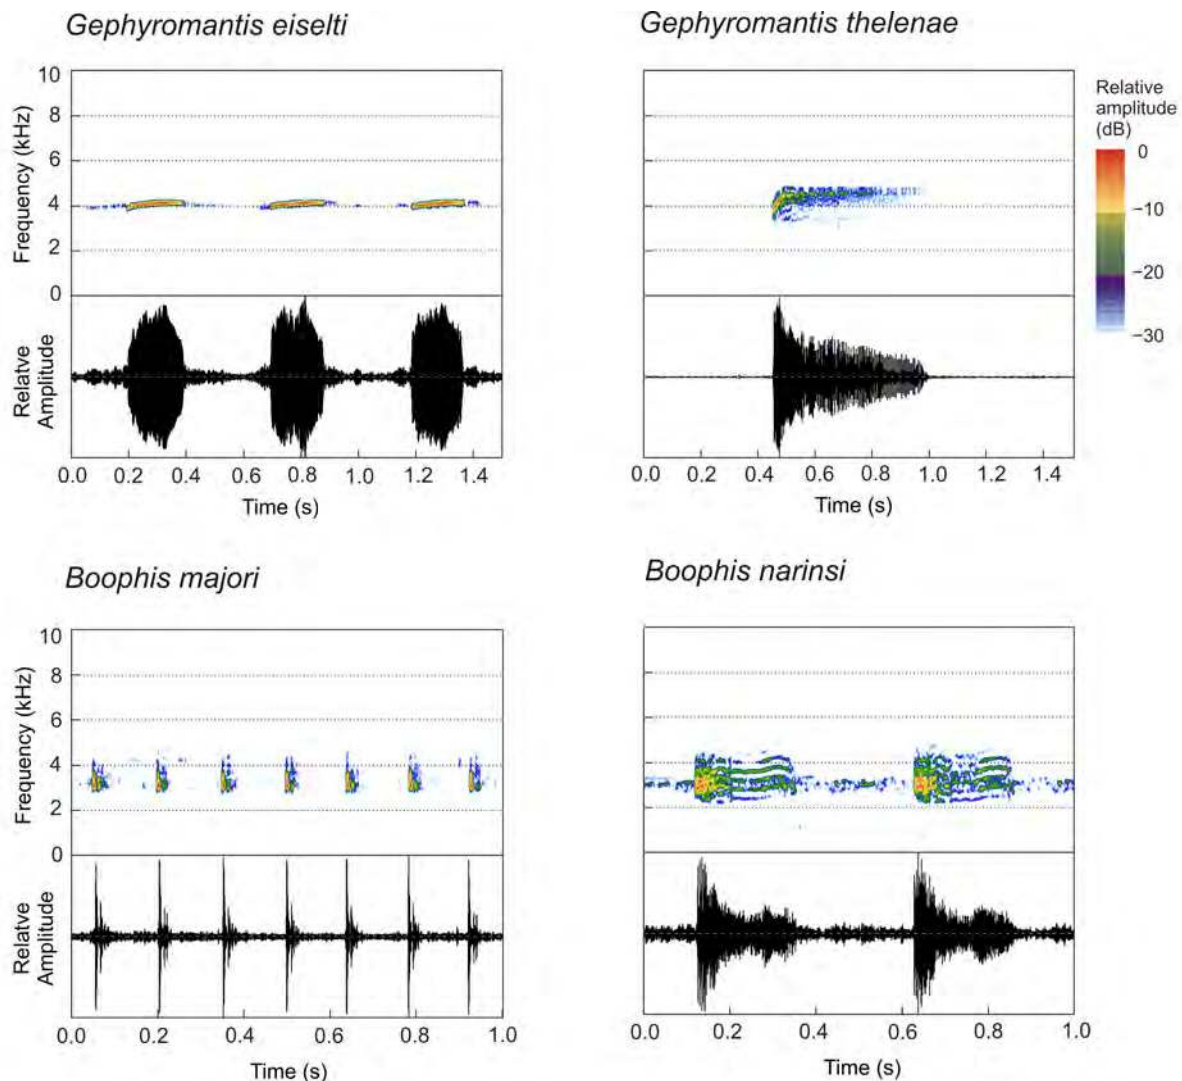 Gephyromantis eiselti
Gephyromantis thelenae
10
8
6
4
2
0
Frequency (kHz)
Relatve
Amplitude
0.0 0.2 0.4 0.6 0.8 1.0 1.2 1.4
Time (s)
0.0 0.2 0.4 0.6 0.8 1.0 1.2 1.4
Time (s)
Relative
amplitude
(dB)
0
−10
−20
−30
Boophis majori
Boophis narinsi
10
8
6
4
2
0
Frequency (kHz)
Relative
Amplitude
0.0 0.2 0.4 0.6 0.8 1.0
Time (s)
0.0 0.2 0.4 0.6 0.8 1.0
Time (s)